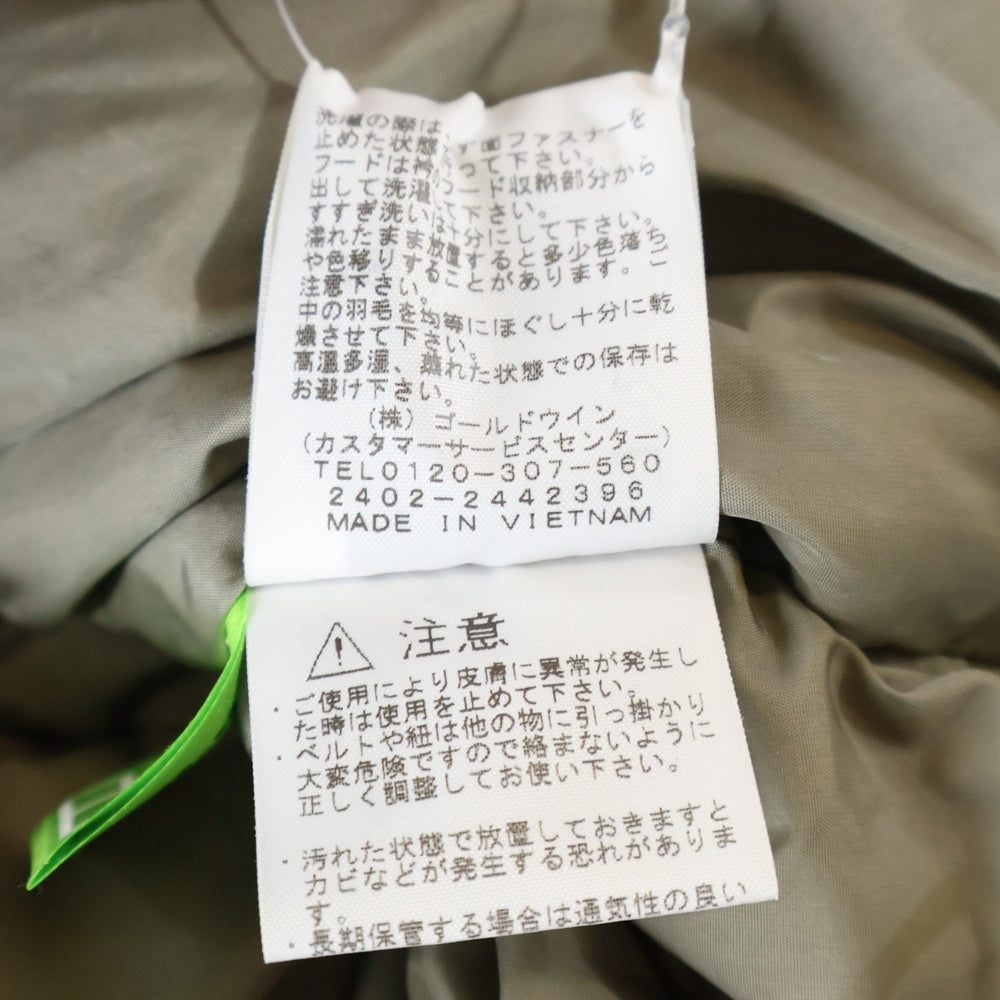 洗濯の際は、 面ファスナーを
止めた状態 て下さい。
フードは衿の フード収納部分から
出して洗濯 て下さい。
すすぎ洗いは十分にして下さい。
濡れたまま放置すると多少色落ち
や色移りすることがあります。ご
注意下さい。
中の羽毛を均等にほぐし十分に乾
燥させて下さい。
高温多湿、蒸れた状態での保存は
お避け下さい。
(株) ゴールドウイン
(カスタマーサービスセンター)
TEL0120-307-560
2402-2442396
MADE IN VIETNAM
注意
・ご使用により皮膚に異常が発生し
た時は使用を止めて下さい。
・ベルトや紐は他の物に引っ掛かり
大変危険ですので絡まないように
正しく調整してお使い下さい。
・汚れた状態で放置しておきますと
カビなどが発生する恐れがありま
す。
・長期保管する場合は通気性の良い